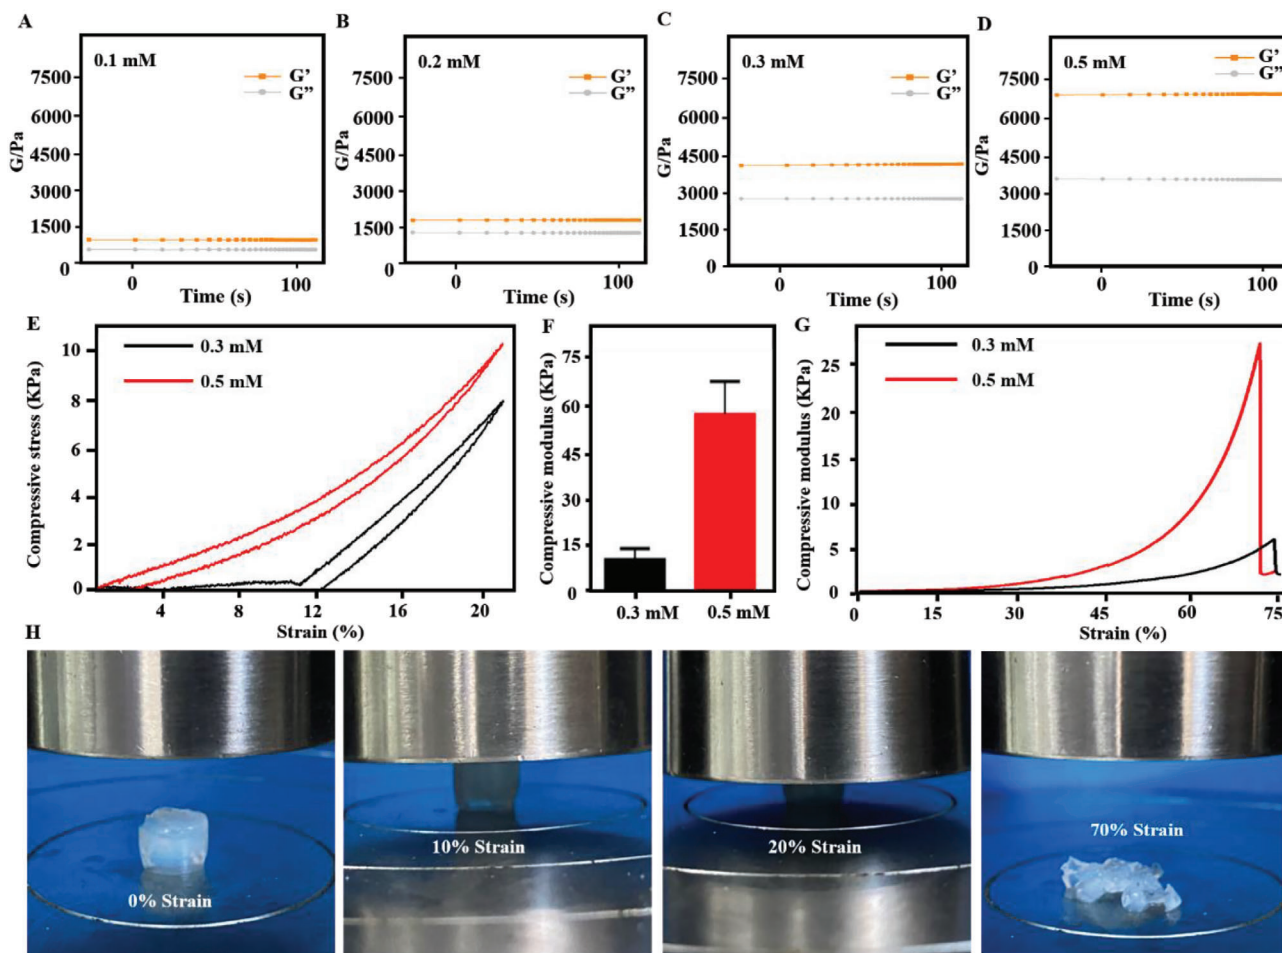 A
0.1 mM
G'
G"
7500
6000
4500
3000
1500
0
G/Pa
0
100
Time (s)
B
0.2 mM
G'
G"
7500
6000
4500
3000
1500
0
0
100
Time (s)
C
0.3 mM
G'
G"
7500
6000
4500
3000
1500
0
G/Pa
0
100
Time (s)
D
0.5 mM
G'
G"
7500
6000
4500
3000
1500
0
G/Pa
0
100
Time (s)
E
0.3 mM
0.5 mM
10
8
6
4
2
0
Compressive stress (KPa)
4
8
12
16
20
Strain (%)
F
75
60
45
30
15
0
Compressive modulus (KPa)
0.3 mM
0.5 mM
G
0.3 mM
0.5 mM
25
20
15
10
5
0
Compressive modulus (KPa)
0
15
30
45
60
75
Strain (%)
H
0% Strain
10% Strain
20% Strain
70% Strain